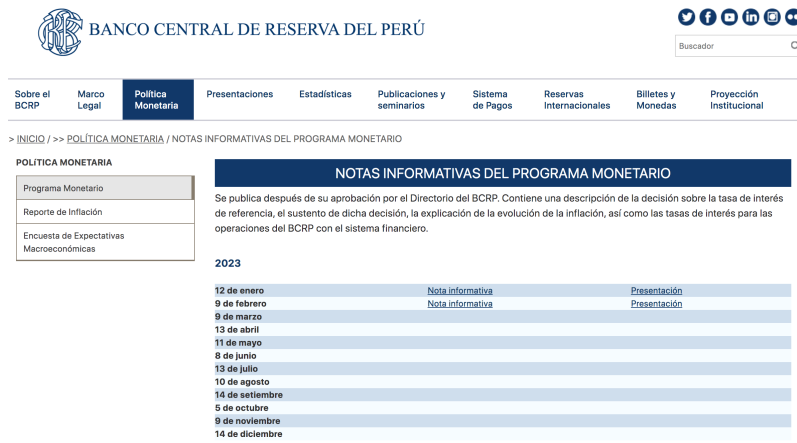 BANCO CENTRAL DE RESERVA DEL PERÚ
Buscador
Sobre el BCRP
Marco Legal
Política Monetaria
Presentaciones
Estadísticas
Publicaciones y seminarios
Sistema de Pagos
Reservas Internacionales
Billetes y Monedas
Proyección Institucional
> INICIO / >> POLÍTICA MONETARIA / NOTAS INFORMATIVAS DEL PROGRAMA MONETARIO
POLíTICA MONETARIA
Programa Monetario
Reporte de Inflación
Encuesta de Expectativas
Macroeconómicas
NOTAS INFORMATIVAS DEL PROGRAMA MONETARIO
Se publica después de su aprobación por el Directorio del BCRP. Contiene una descripción de la decisión sobre la tasa de interés
de referencia, el sustento de dicha decisión, la explicación de la evolución de la inflación, así como las tasas de interés para las
operaciones del BCRP con el sistema financiero.
2023
12 de enero Nota informativa Presentación
9 de febrero Nota informativa Presentación
9 de marzo
13 de abril
11 de mayo
8 de junio
13 de julio
10 de agosto
14 de setiembre
5 de octubre
9 de noviembre
14 de diciembre